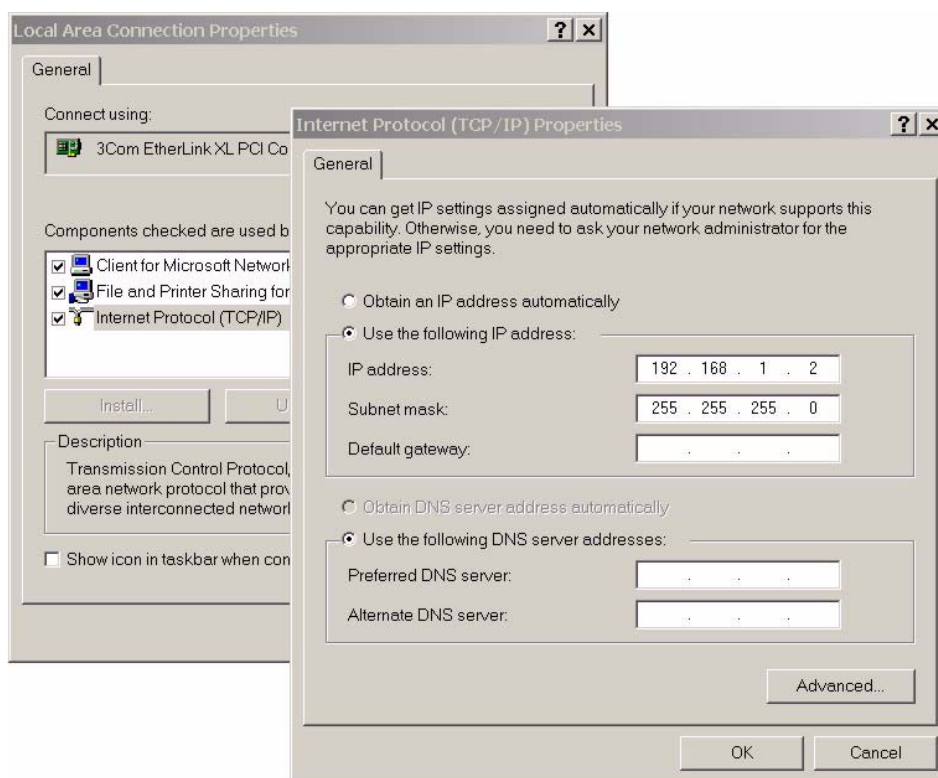 Local Area Connection Properties
General
Connect using:
3Com EtherLink XL PCI Co
Components checked are used b
Client for Microsoft Network
File and Printer Sharing for
Internet Protocol (TCP/IP)
Install...
U
Description
Transmission Control Protocol,
area network protocol that prov
diverse interconnected network
Show icon in taskbar when con
Internet Protocol (TCP/IP) Properties
General
You can get IP settings assigned automatically if your network supports this
capability. Otherwise, you need to ask your network administrator for the
appropriate IP settings.
Obtain an IP address automatically
Use the following IP address:
IP address: 192 . 168 . 1 . 2
Subnet mask: 255 . 255 . 255 . 0
Default gateway: . . .
Obtain DNS server address automatically
Use the following DNS server addresses:
Preferred DNS server: . . .
Alternate DNS server: . . .
Advanced...
OK Cancel